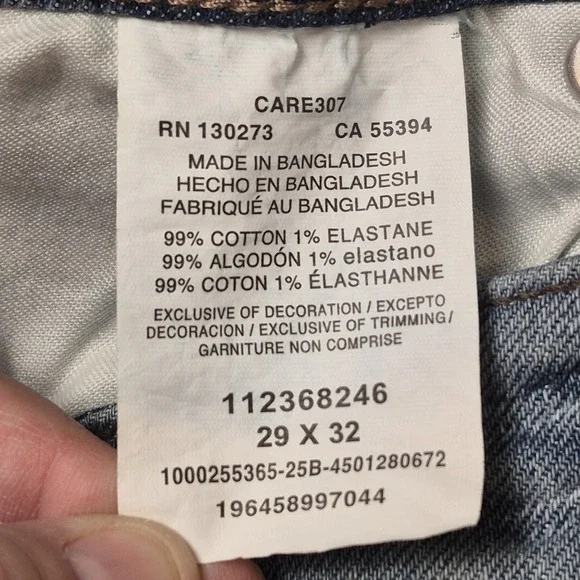 CARE307
RN 130273 CA 55394
MADE IN BANGLADESH
HECHO EN BANGLADESH
FABRIQUÉ AU BANGLADESH
99% COTTON 1% ELASTANE
99% ALGODÓN 1% elastano
99% COTON 1% ÉLASTHANNE
EXCLUSIVE OF DECORATION / EXCEPTO
DECORACION / EXCLUSIVE OF TRIMMING/
GARNITURE NON COMPRISE
112368246
29 X 32
1000255365-25B-4501280672
196458997044